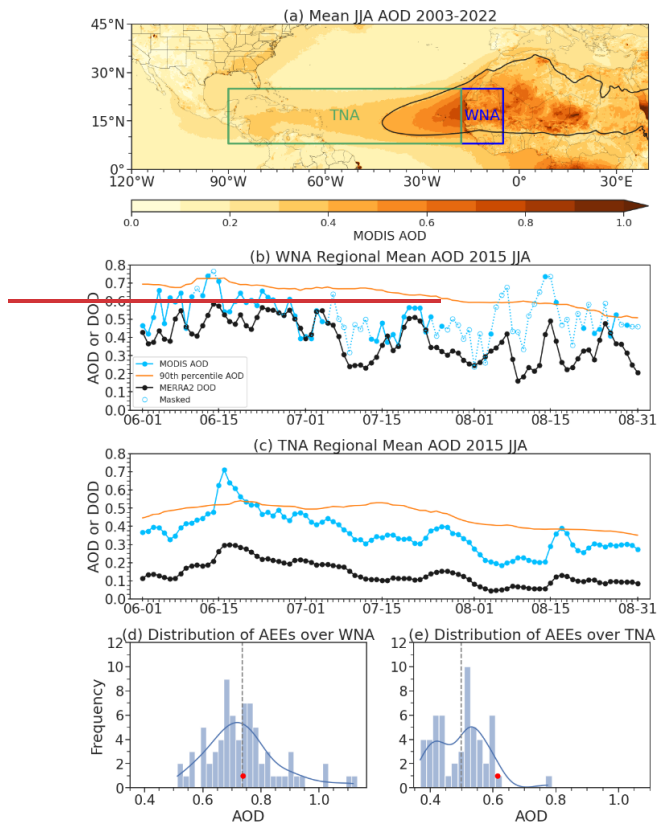 (a) Mean JJA AOD 2003-2022
45°N
30°N
15°N
0°
TNA
WNA
120°W 90°W 60°W 30°W 0° 30°E
0.0 0.2 0.4 0.6 0.8 1.0
MODIS AOD
(b) WNA Regional Mean AOD 2015 JJA
AOD or DOD
0.8
0.7
0.6
0.5
0.4
0.3
0.2
0.1
0.0
MODIS AOD
90th percentile AOD
MERRA2 DOD
Masked
06-01 06-15 07-01 07-15 08-01 08-15 08-31
(c) TNA Regional Mean AOD 2015 JJA
AOD or DOD
0.8
0.7
0.6
0.5
0.4
0.3
0.2
0.1
0.0
06-01 06-15 07-01 07-15 08-01 08-15 08-31
(d) Distribution of AEEs over WNA
Frequency
12
10
8
6
4
2
0
0.4 0.6 0.8 1.0
AOD
(e) Distribution of AEEs over TNA
12
10
8
6
4
2
0
0.4 0.5 0.6 0.7 0.8
AOD